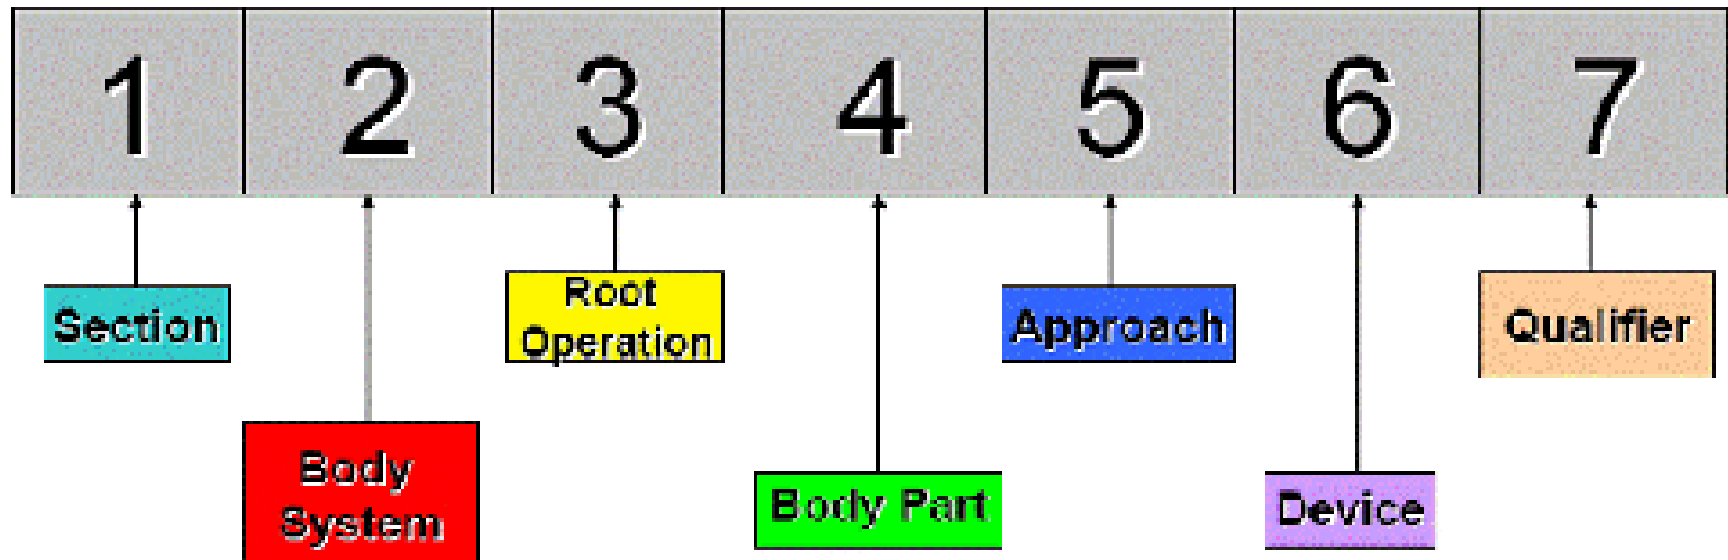 1 2 3 4 5 6 7
Section
Body
System
Root
Operation
Body Part
Approach
Device
Qualifier